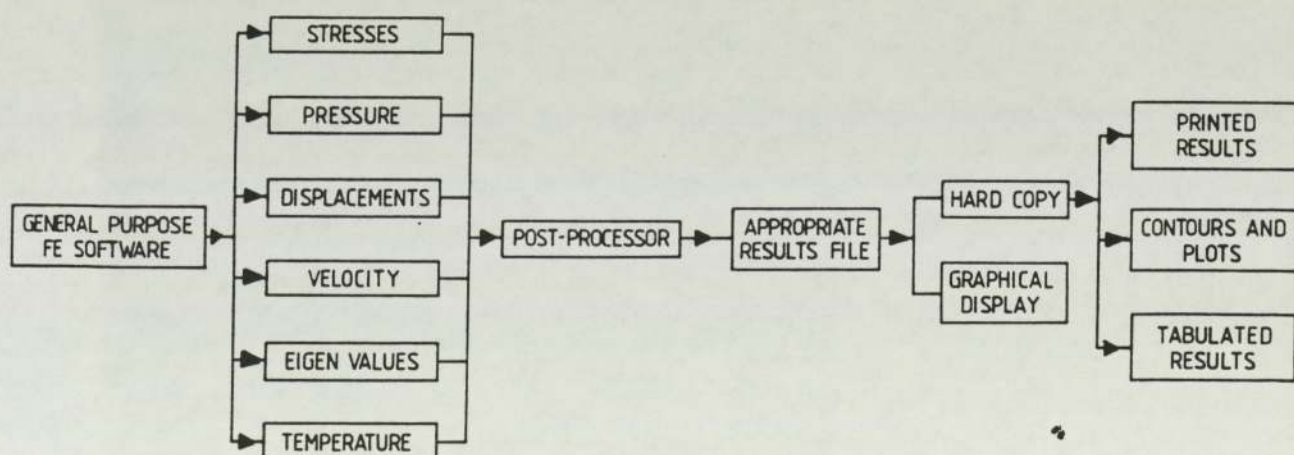 GENERAL PURPOSE
FE SOFTWARE
STRESSES
PRESSURE
DISPLACEMENTS
VELOCITY
EIGEN VALUES
TEMPERATURE
POST-PROCESSOR
APPROPRIATE
RESULTS FILE
HARD COPY
GRAPHICAL
DISPLAY
PRINTED
RESULTS
CONTOURS AND
PLOTS
TABULATED
RESULTS